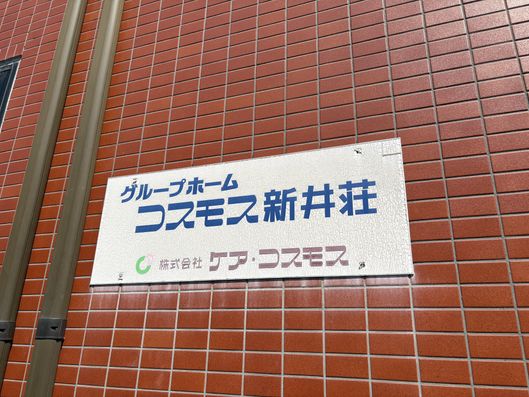 グループホーム
コスモス新井荘
株式会社 ケア・コスモス